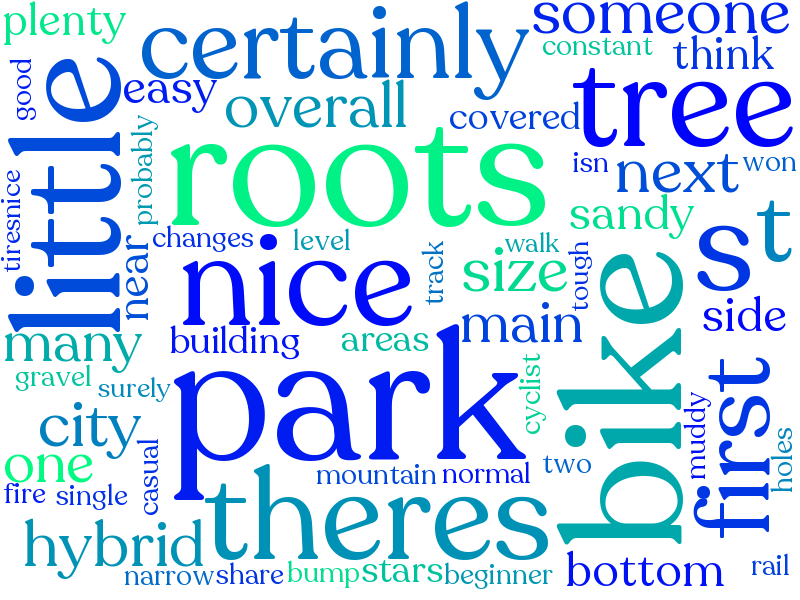 plenty
certainly
someone
constant
think
good
little
easy
overall
covered
tree
probably
roots
isn
next
won
tiresnice
near
changes
level
nice
track
walk
size
tough
sandy
s
t
many
building
areas
main
bike
side
gravel
surely
park
cyclist
first
muddy
city
one
casual
mountain
normal
two
holes
fire
single
theres
hybrid
narrow
share
bump
stars
beginner
bottom
rail